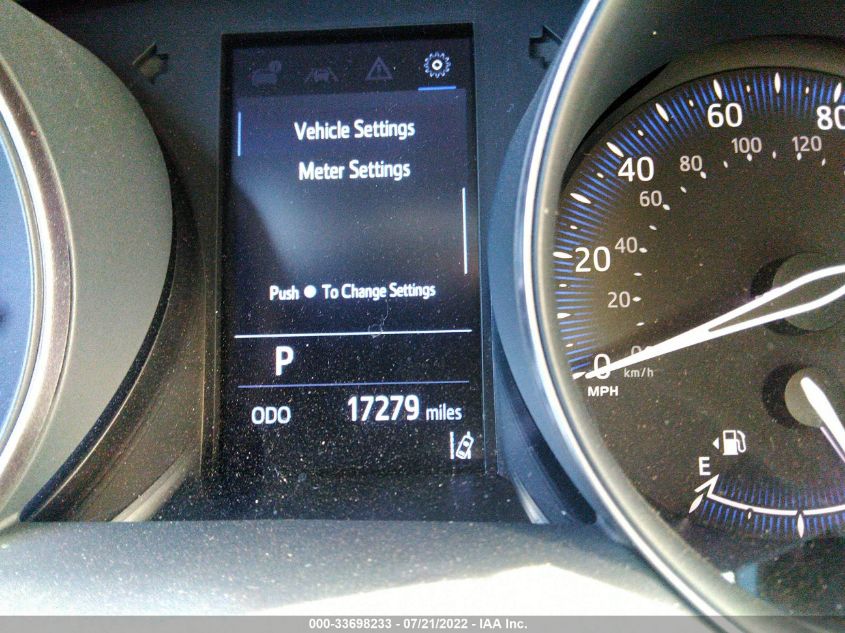 Vehicle Settings
Meter Settings
Push ● To Change Settings
P
ODO 17279 miles
0
20
40
60
80
20
40
60
80
100
120
km/h
MPH
E
000-33698233 - 07/21/2022 - IAA Inc.